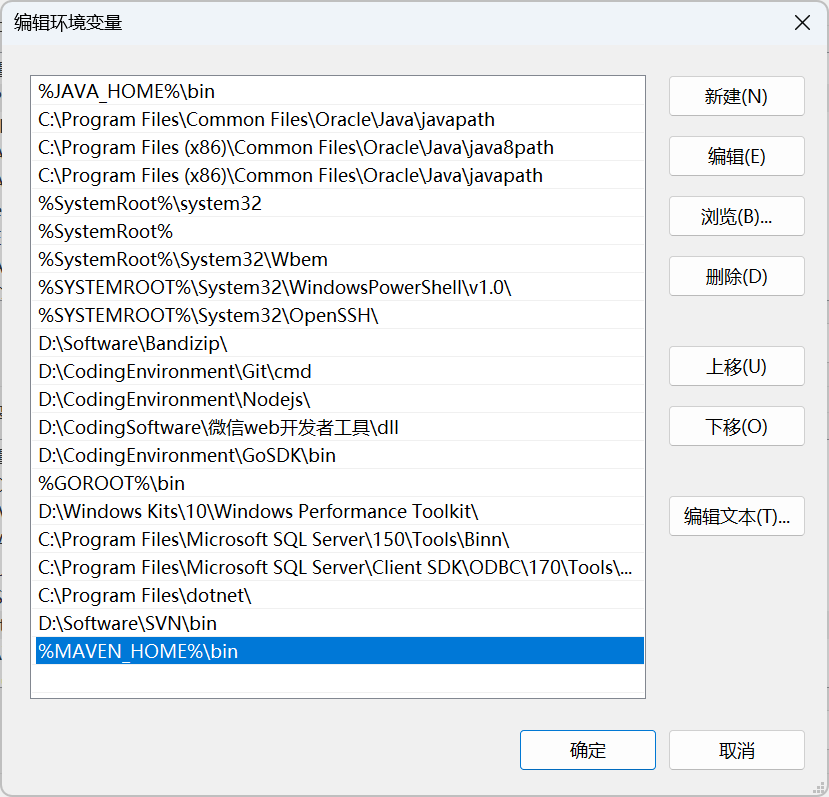 编辑环境变量
%JAVA_HOME%\bin
C:\Program Files\Common Files\Oracle\Java\javapath
C:\Program Files (x86)\Common Files\Oracle\Java\java8path
C:\Program Files (x86)\Common Files\Oracle\Java\javapath
%SystemRoot%\system32
%SystemRoot%
%SystemRoot%\System32\Wbem
%SYSTEMROOT%\System32\WindowsPowerShell\v1.0\
%SYSTEMROOT%\System32\OpenSSH\
D:\Software\Bandizip\
D:\CodingEnvironment\Git\cmd
D:\CodingEnvironment\Nodejs\
D:\CodingSoftware\微信web开发者工具\dll
D:\CodingEnvironment\GoSDK\bin
%GOROOT%\bin
D:\Windows Kits\10\Windows Performance Toolkit\
C:\Program Files\Microsoft SQL Server\150\Tools\Binn\
C:\Program Files\Microsoft SQL Server\Client SDK\ODBC\170\Tools\...
C:\Program Files\dotnet\
D:\Software\SVN\bin
%MAVEN_HOME%\bin
新建(N)
编辑(E)
浏览(B)...
删除(D)
上移(U)
下移(O)
编辑文本(T)...
确定
取消